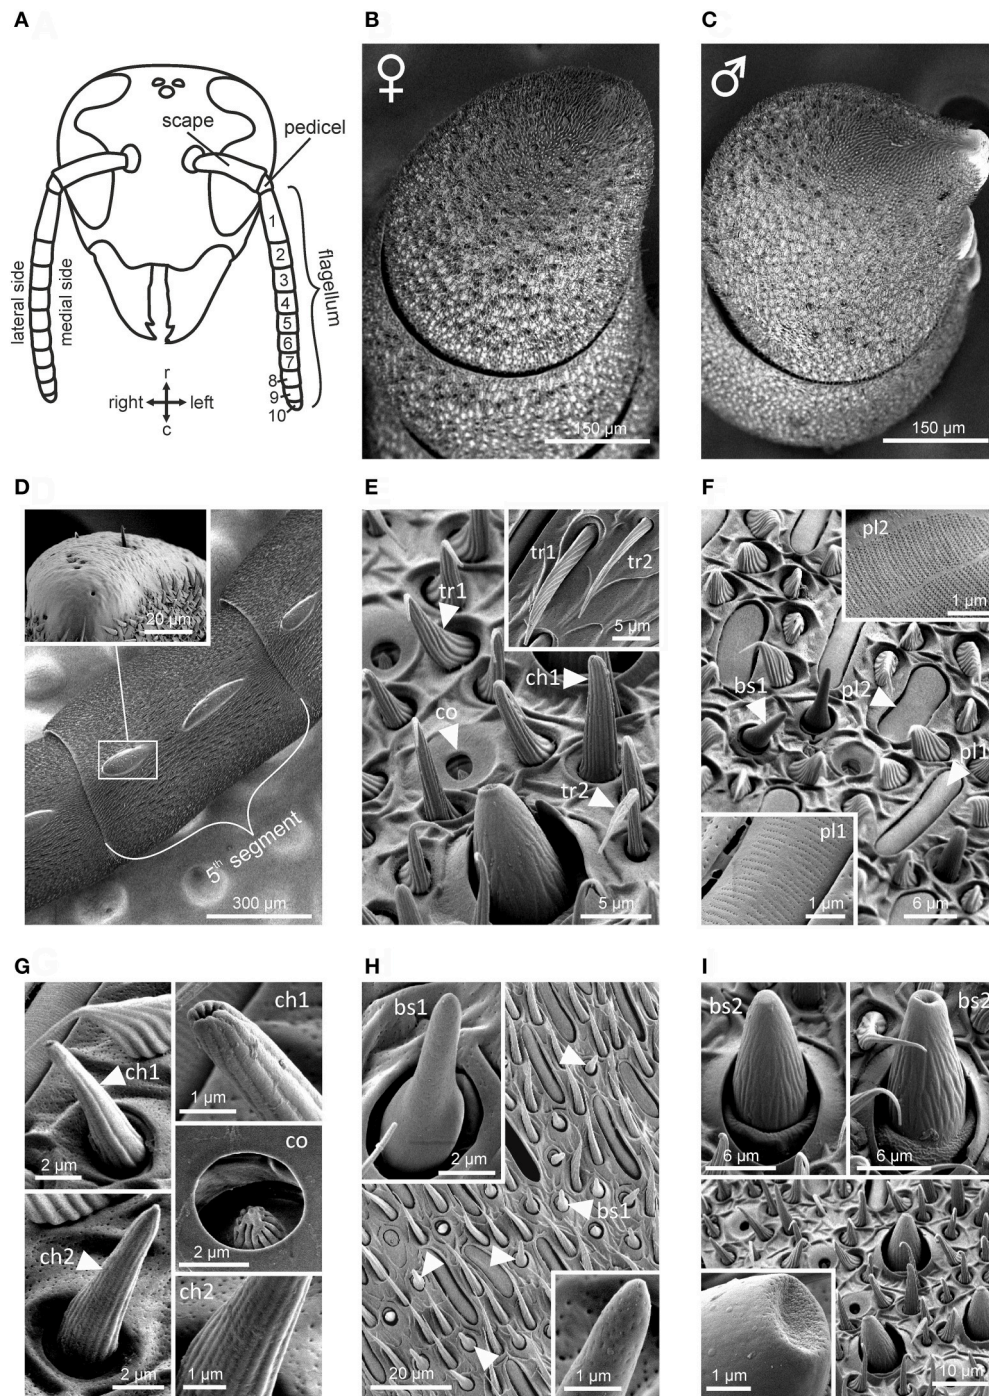 A
B
C
scape
pedicel
1
2
3
4
5
6
7
8
9
10
flagellum
lateral side
medial side
r
right
left
c
♀
150 µm
♂
150 µm
D
E
F
20 µm
5th segment
300 µm
tr1
tr2
5 µm
tr1
ch1
co
tr2
5 µm
pl2
1 µm
bs1
pl2
pl1
pl1
1 µm
6 µm
G
H
I
ch1
2 µm
ch1
1 µm
co
2 µm
ch2
2 µm
ch2
1 µm
bs1
2 µm
bs1
20 µm
1 µm
bs2
6 µm
bs2
6 µm
1 µm
10 µm